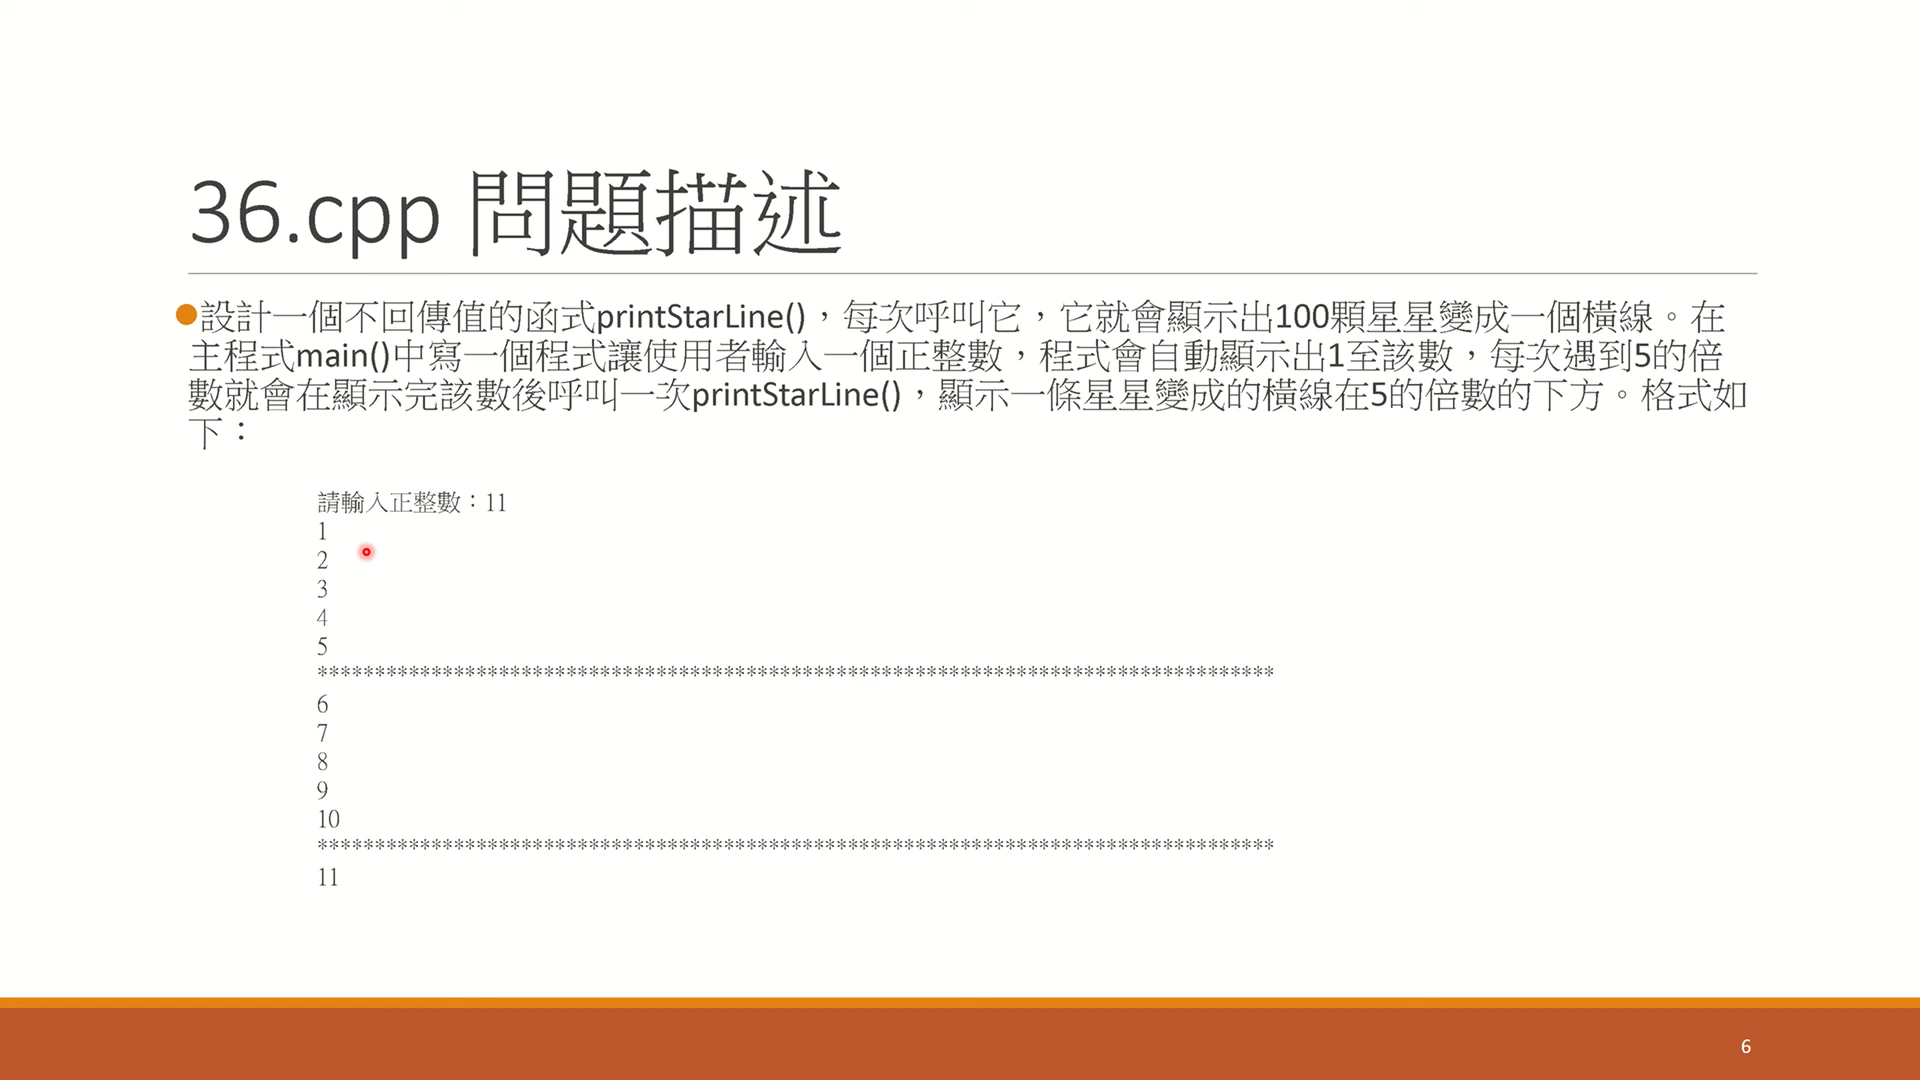 36.cpp 問題描述
設計一個不回傳值的函式printStarLine()，每次呼叫它，它就會顯示出100顆星星變成一個橫線。在
主程式main()中寫一個程式讓使用者輸入一個正整數，程式會自動顯示出1至該數，每次遇到5的倍
數就會在顯示完該數後呼叫一次printStarLine()，顯示一條星星變成的橫線在5的倍數的下方。格式如
下：
請輸入正整數：11
1
2
3
4
5
*************************************************************************************
6
7
8
9
10
*************************************************************************************
11
6